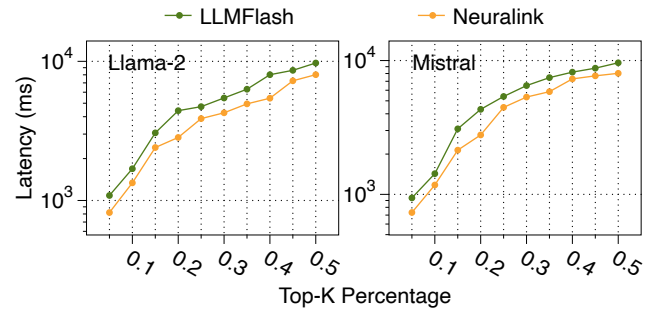 LLMFlash Neuralink
Latency (ms)
Llama-2
10^4
10^3
0.1 0.2 0.3 0.4 0.5
Mistral
10^4
10^3
0.1 0.2 0.3 0.4 0.5
Top-K Percentage